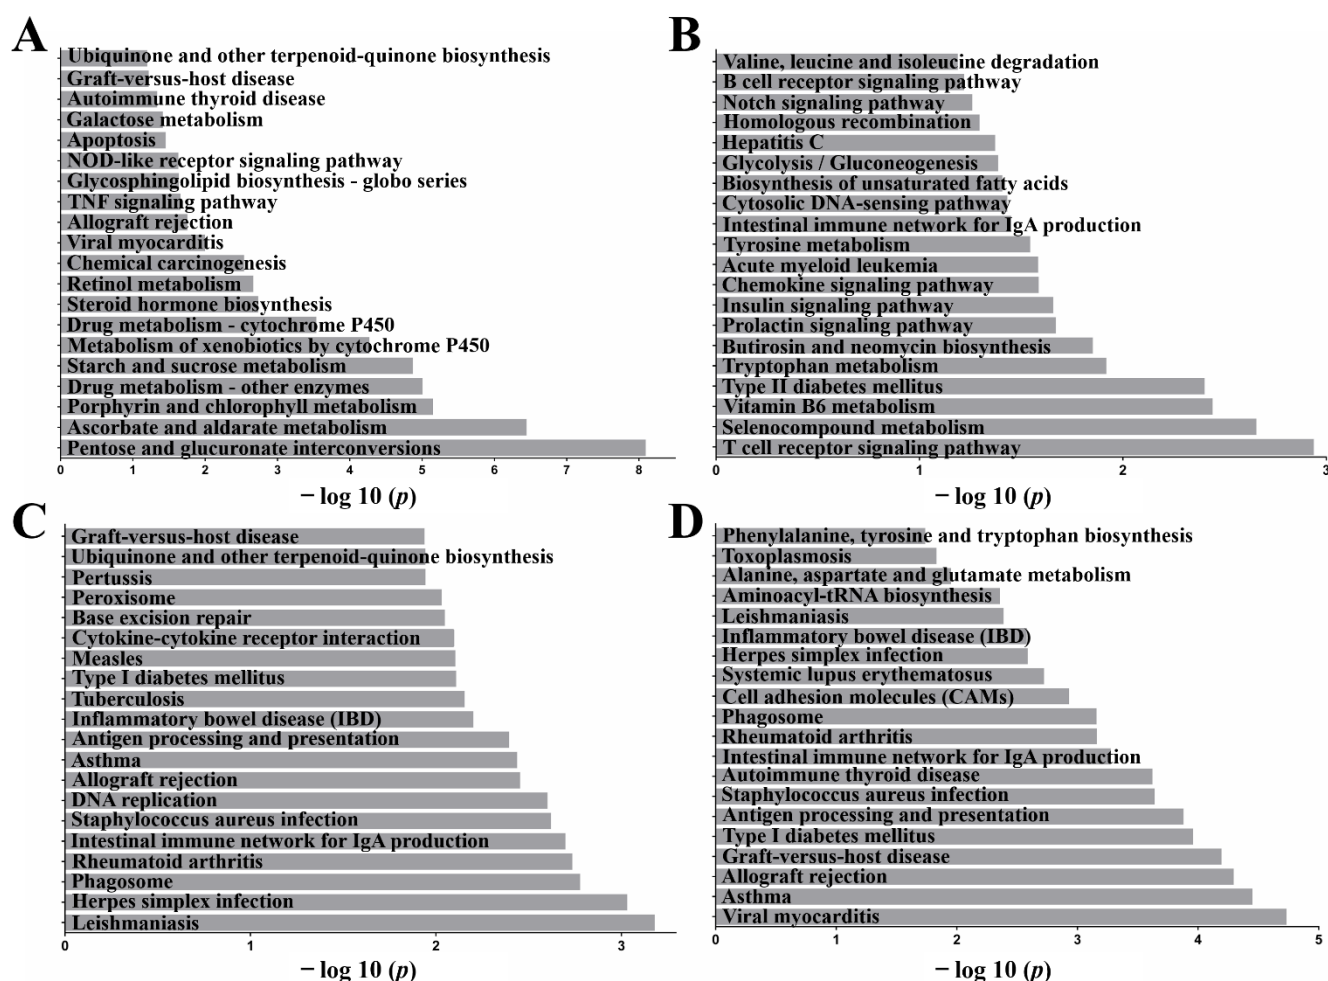 A
Ubiquinone and other terpenoid-quinone biosynthesis
Graft-versus-host disease
Autoimmune thyroid disease
Galactose metabolism
Apoptosis
NOD-like receptor signaling pathway
Glycosphingolipid biosynthesis - globo series
TNF signaling pathway
Allograft rejection
Viral myocarditis
Chemical carcinogenesis
Retinol metabolism
Steroid hormone biosynthesis
Drug metabolism - cytochrome P450
Metabolism of xenobiotics by cytochrome P450
Starch and sucrose metabolism
Drug metabolism - other enzymes
Porphyrin and chlorophyll metabolism
Ascorbate and aldarate metabolism
Pentose and glucuronate interconversions
0 1 2 3 4 5 6 7 8
− log 10 (p)
B
Valine, leucine and isoleucine degradation
B cell receptor signaling pathway
Notch signaling pathway
Homologous recombination
Hepatitis C
Glycolysis / Gluconeogenesis
Biosynthesis of unsaturated fatty acids
Cytosolic DNA-sensing pathway
Intestinal immune network for IgA production
Tyrosine metabolism
Acute myeloid leukemia
Chemokine signaling pathway
Insulin signaling pathway
Prolactin signaling pathway
Butirosin and neomycin biosynthesis
Tryptophan metabolism
Type II diabetes mellitus
Vitamin B6 metabolism
Selenocompound metabolism
T cell receptor signaling pathway
0 1 2 3
− log 10 (p)
C
Graft-versus-host disease
Ubiquinone and other terpenoid-quinone biosynthesis
Pertussis
Peroxisome
Base excision repair
Cytokine-cytokine receptor interaction
Measles
Type I diabetes mellitus
Tuberculosis
Inflammatory bowel disease (IBD)
Antigen processing and presentation
Asthma
Allograft rejection
DNA replication
Staphylococcus aureus infection
Intestinal immune network for IgA production
Rheumatoid arthritis
Phagosome
Herpes simplex infection
Leishmaniasis
0 1 2 3
− log 10 (p)
D
Phenylalanine, tyrosine and tryptophan biosynthesis
Toxoplasmosis
Alanine, aspartate and glutamate metabolism
Aminoacyl-tRNA biosynthesis
Leishmaniasis
Inflammatory bowel disease (IBD)
Herpes simplex infection
Systemic lupus erythematosus
Cell adhesion molecules (CAMs)
Phagosome
Rheumatoid arthritis
Intestinal immune network for IgA production
Autoimmune thyroid disease
Staphylococcus aureus infection
Antigen processing and presentation
Type I diabetes mellitus
Graft-versus-host disease
Allograft rejection
Asthma
Viral myocarditis
0 1 2 3 4 5
− log 10 (p)